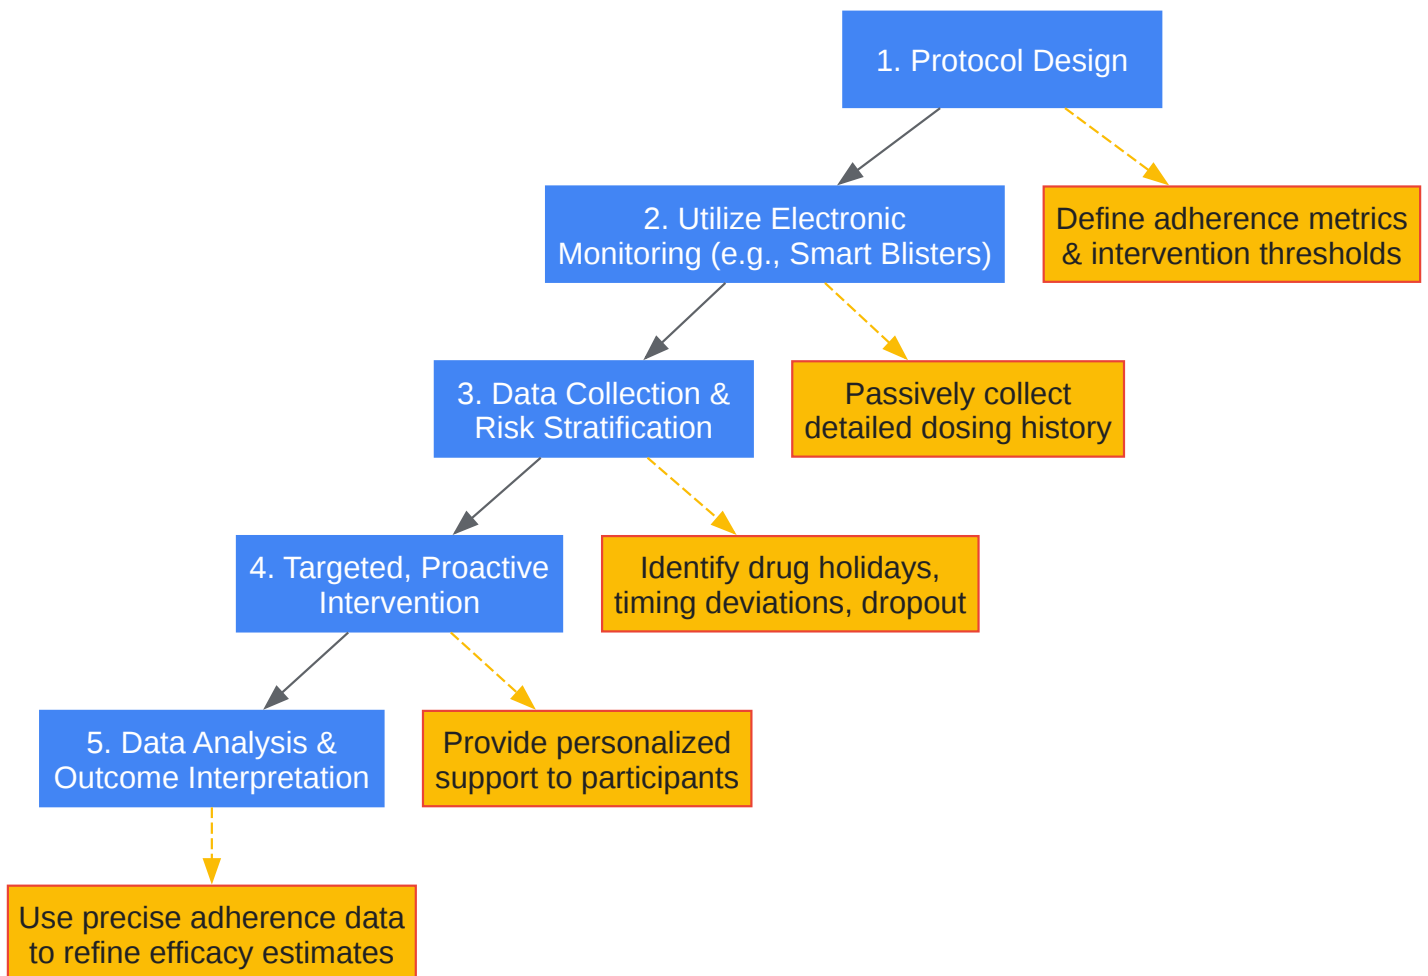 1. Protocol Design
2. Utilize Electronic
Monitoring (e.g., Smart Blisters)
Define adherence metrics
& intervention thresholds
3. Data Collection &
Risk Stratification
Passively collect
detailed dosing history
4. Targeted, Proactive
Intervention
Identify drug holidays,
timing deviations, dropout
5. Data Analysis &
Outcome Interpretation
Provide personalized
support to participants
Use precise adherence data
to refine efficacy estimates